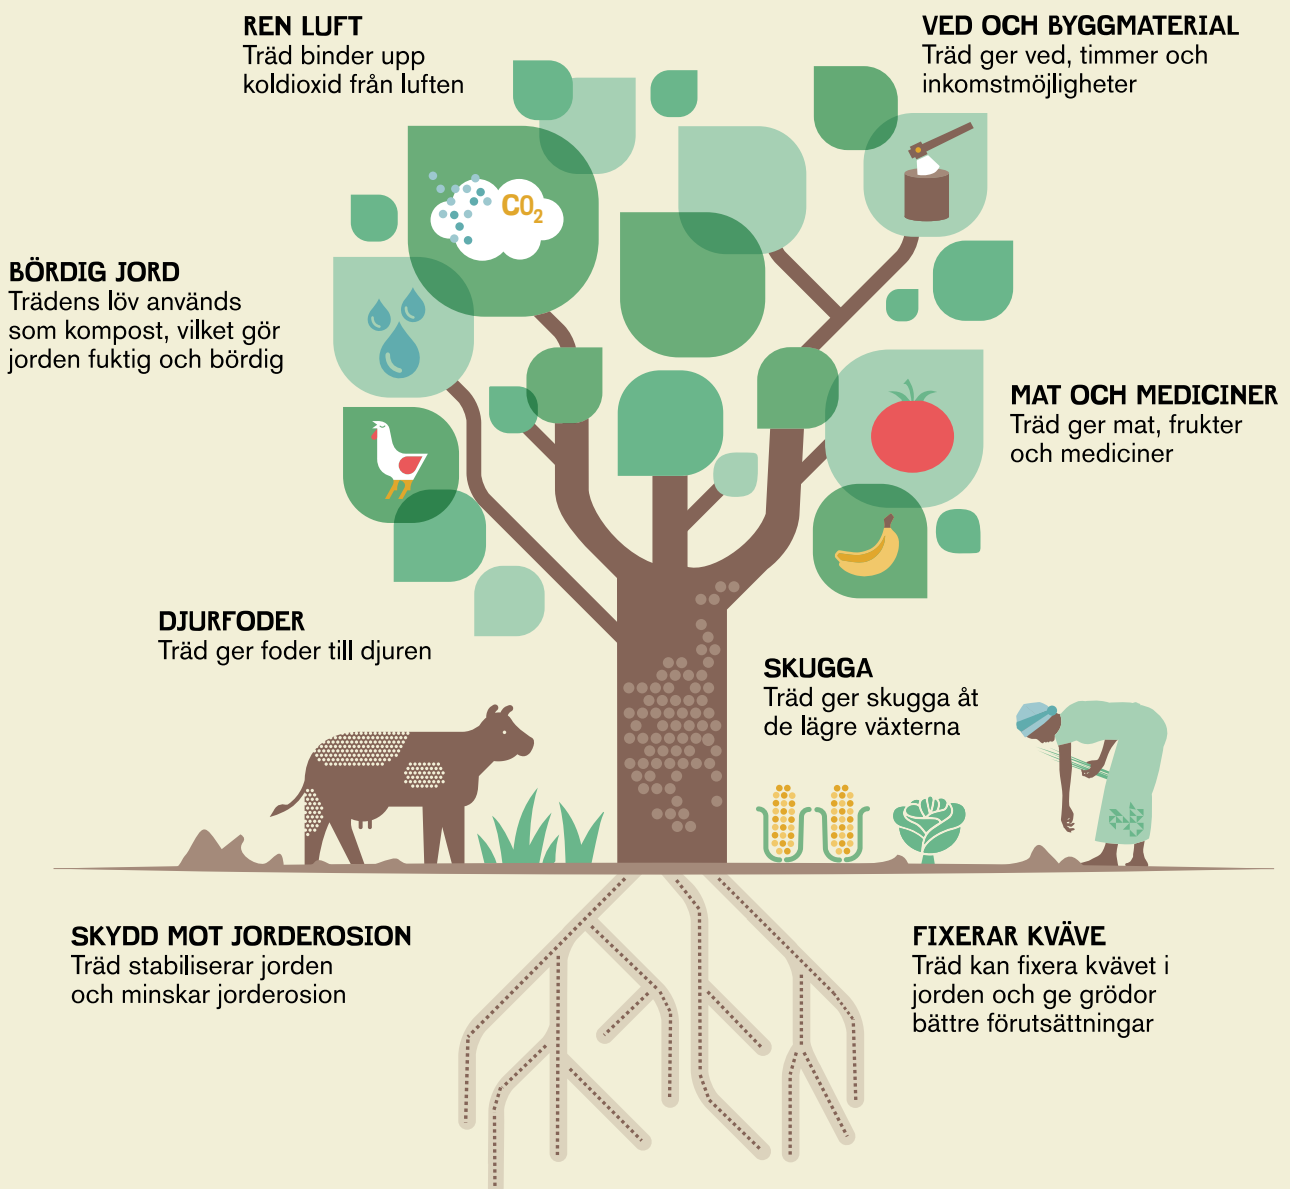 REN LUFT
Träd binder upp
koldioxid från luften
VED OCH BYGGMATERIAL
Träd ger ved, timmer och
inkomstmöjligheter
CO₂
BÖRDIG JORD
Trädens löv används
som kompost, vilket gör
jorden fuktig och bördig
MAT OCH MEDICINER
Träd ger mat, frukter
och mediciner
DJURFODER
Träd ger foder till djuren
SKUGGA
Träd ger skugga åt
de lägre växterna
SKYDD MOT JORDEROSION
Träd stabiliserar jorden
och minskar jorderosion
FIXERAR KVÄVE
Träd kan fixera kvävet i
jorden och ge grödor
bättre förutsättningar